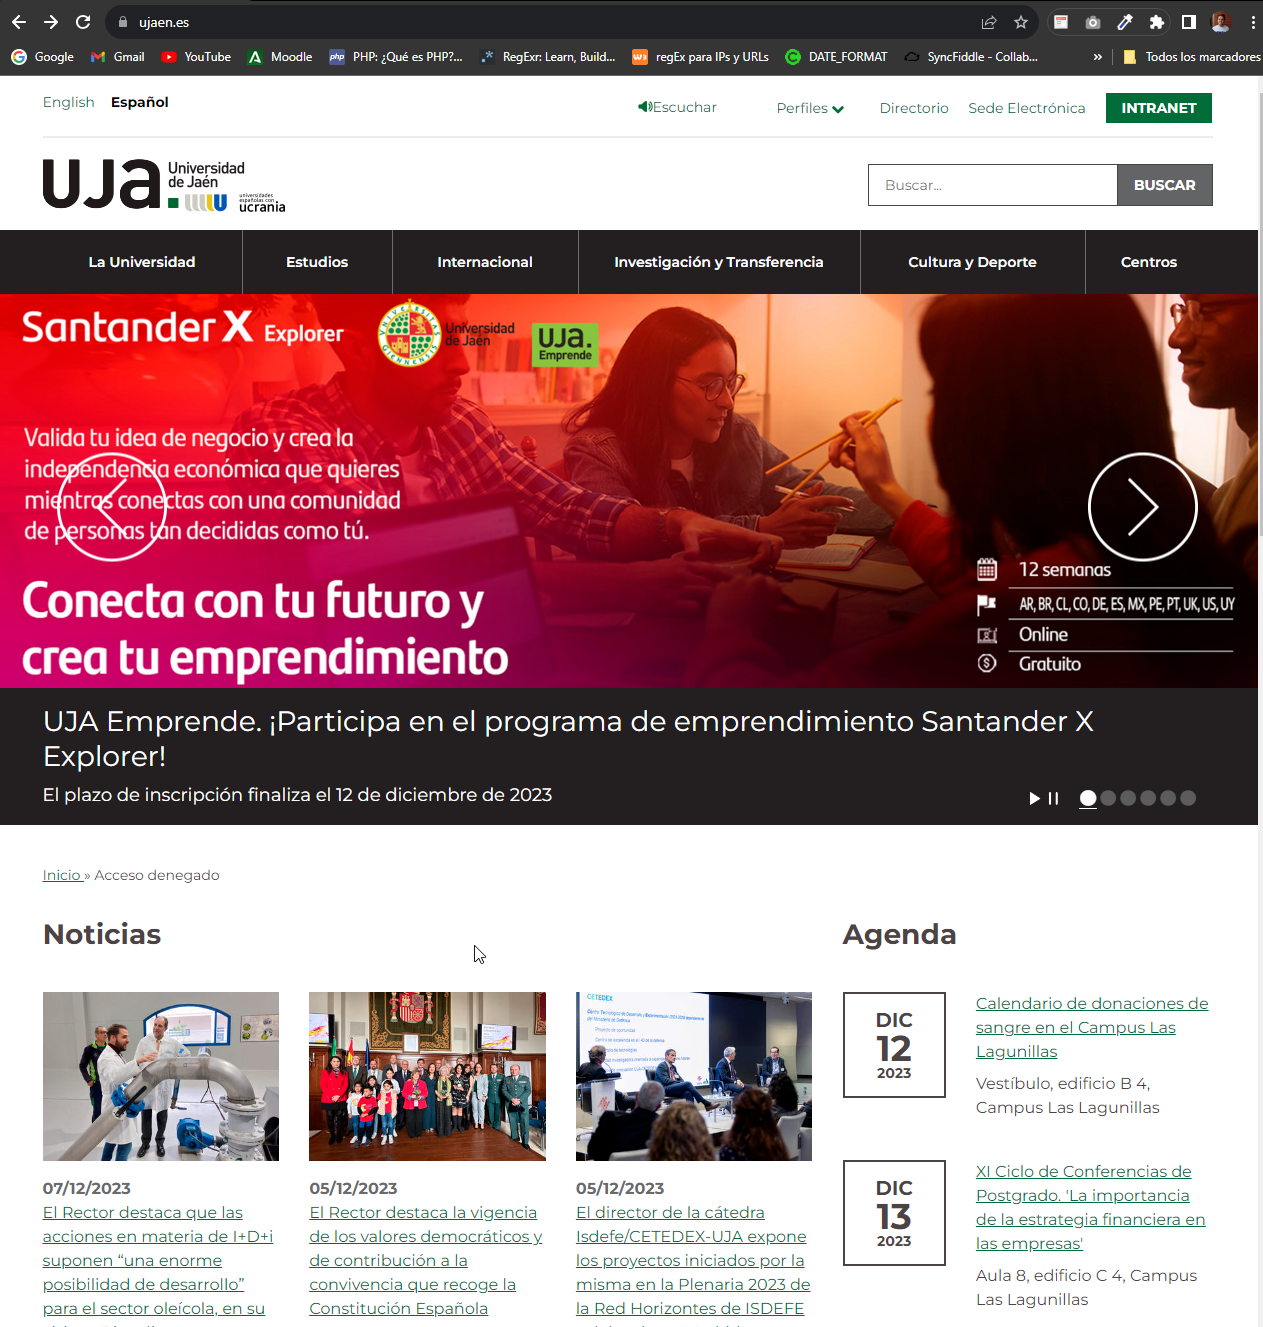 ujaen.es
Google
Gmail
YouTube
Moodle
php
PHP: ¿Qué es PHP?...
RegExr: Learn, Build...
regEx para IPs y URLs
DATE_FORMAT
SyncFiddle - Collab...
»
Todos los marcadores
English
Español
Escuchar
Perfiles
Directorio
Sede Electrónica
INTRANET
uja.
Universidad
de Jaén
universidades
españolas con
ucrania
Buscar...
BUSCAR
La Universidad
Estudios
Internacional
Investigación y Transferencia
Cultura y Deporte
Centros
Santander X Explorer
Universidad
de Jaén
uja.
Emprende
Valida tu idea de negocio y crea la
independencia económica que quieres
mientras conectas con una comunidad
de personas tan decididas como tú.
Conecta con tu futuro y
crea tu emprendimiento
12 semanas
AR, BR, CL, CO, DE, ES, MX, PE, PT, UK, US, UY
Online
Gratuito
UJA Emprende. ¡Participa en el programa de emprendimiento Santander X
Explorer!
El plazo de inscripción finaliza el 12 de diciembre de 2023
Inicio » Acceso denegado
Noticias
CETEDEX
07/12/2023
El Rector destaca que las
acciones en materia de I+D+i
suponen “una enorme
posibilidad de desarrollo”
para el sector oleícola, en su
05/12/2023
El Rector destaca la vigencia
de los valores democráticos y
de contribución a la
convivencia que recoge la
Constitución Española
05/12/2023
El director de la cátedra
Isdefe/CETEDEX-UJA expone
los proyectos iniciados por la
misma en la Plenaria 2023 de
la Red Horizontes de ISDEFE
Agenda
DIC
12
2023
Calendario de donaciones de
sangre en el Campus Las
Lagunillas
Vestíbulo, edificio B 4,
Campus Las Lagunillas
DIC
13
2023
XI Ciclo de Conferencias de
Postgrado. 'La importancia
de la estrategia financiera en
las empresas'
Aula 8, edificio C 4, Campus
Las Lagunillas